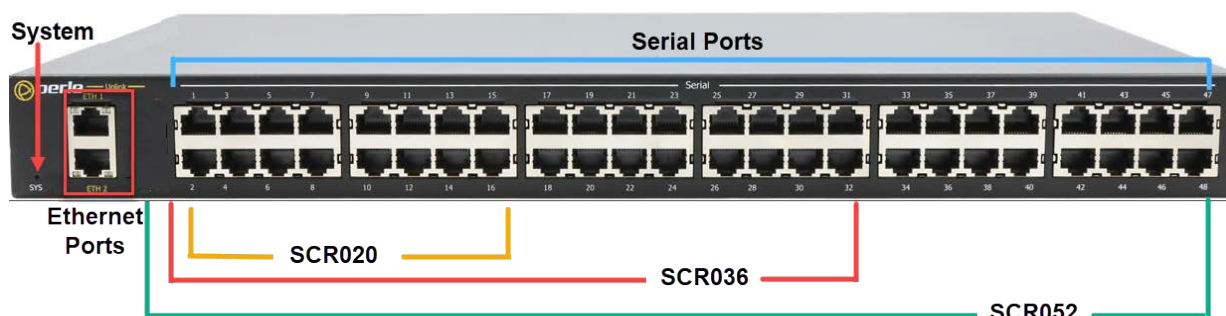 System
Serial Ports
perle
Uplink
Serial
ETH 1
1 3 5 7 9 11 13 15 17 19 21 23 25 27 29 31 33 35 37 39 41 43 45 47
SYS
ETH 2
2 4 6 8 10 12 14 16 18 20 22 24 26 28 30 32 34 36 38 40 42 44 46 48
Ethernet
Ports
SCR020
SCR036
SCR052